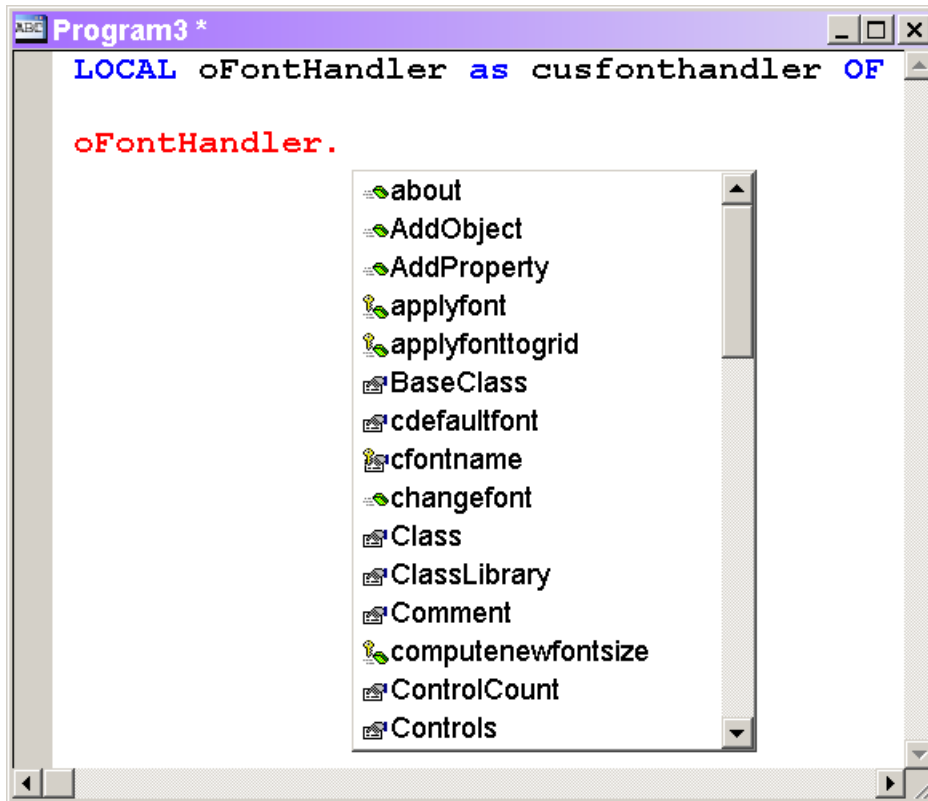 Program3 *
LOCAL oFontHandler as cusfonthandler OF
oFontHandler.
about
AddObject
AddProperty
applyfont
applyfonttogrid
BaseClass
cdefaultfont
cfontname
changefont
Class
ClassLibrary
Comment
computenewfontsize
ControlCount
Controls